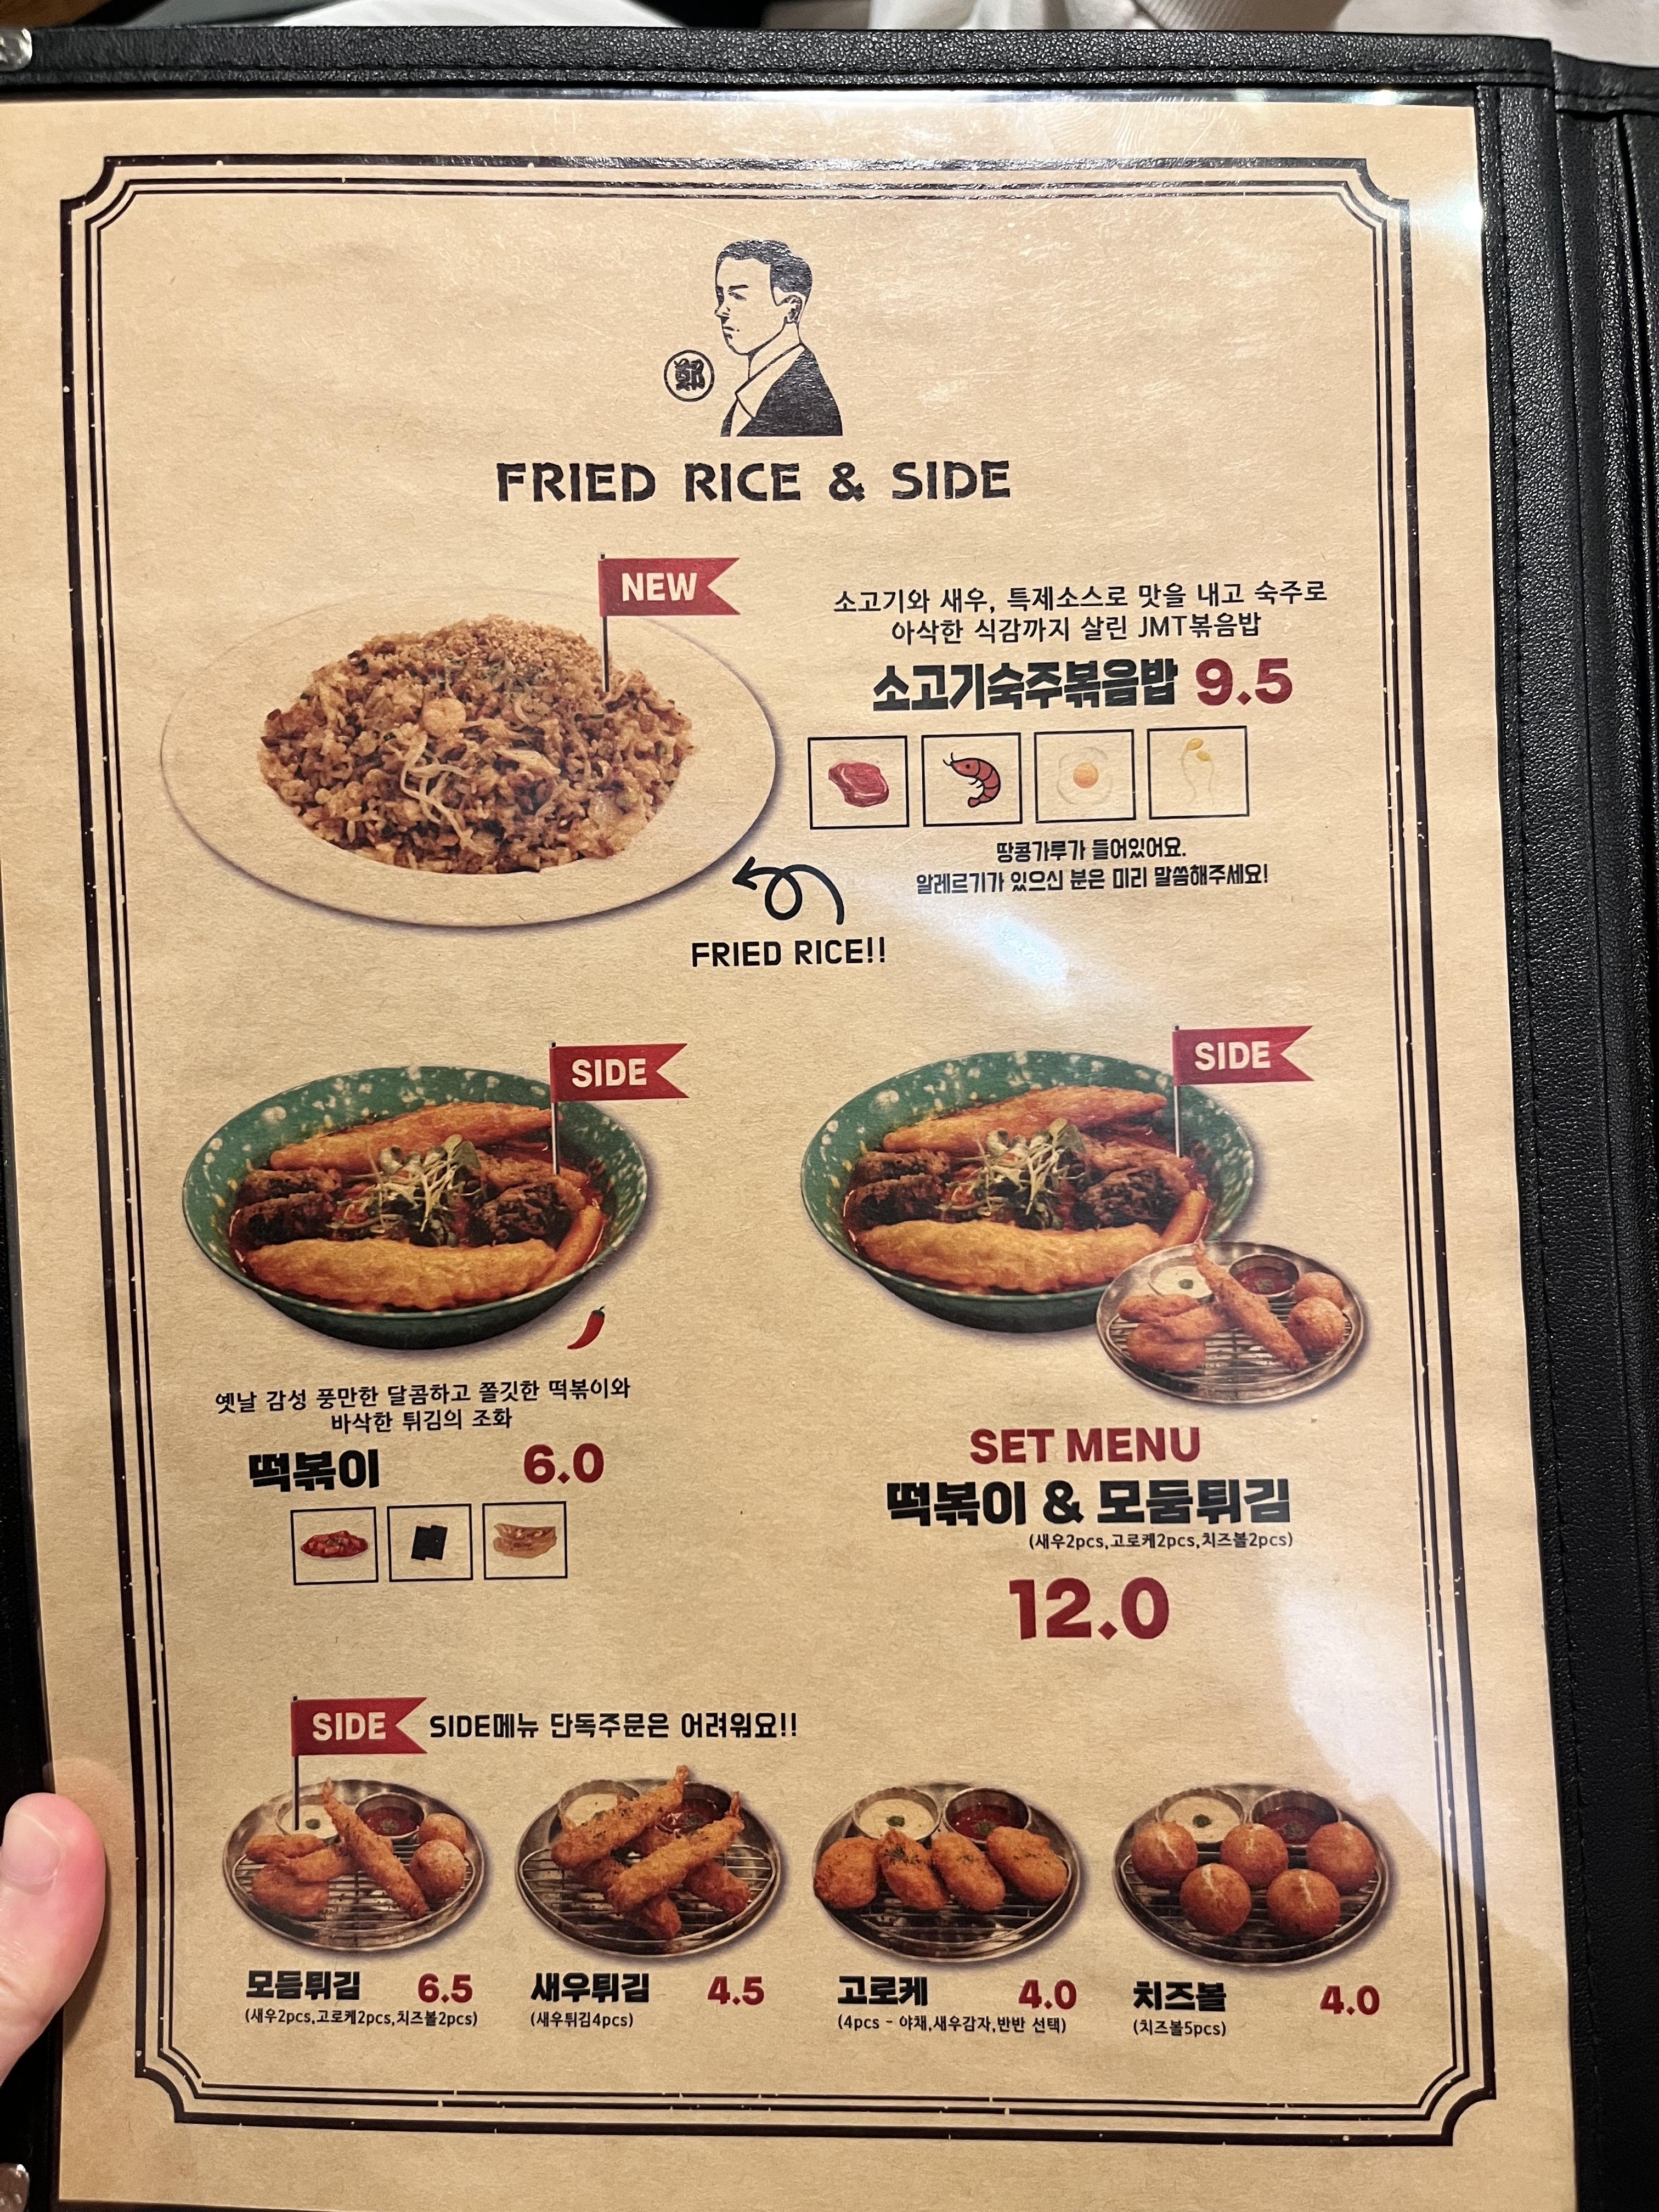 鄭
FRIED RICE & SIDE
NEW
소고기와 새우, 특제소스로 맛을 내고 숙주로
아삭한 식감까지 살린 JMT볶음밥
소고기숙주볶음밥 9.5
땅콩가루가 들어있어요.
알레르기가 있으신 분은 미리 말씀해주세요!
FRIED RICE!!
SIDE
옛날 감성 풍만한 달콤하고 쫄깃한 떡볶이와
바삭한 튀김의 조화
떡볶이 6.0
SIDE
SET MENU
떡볶이 & 모둠튀김
(새우2pcs,고로케2pcs,치즈볼2pcs)
12.0
SIDE SIDE메뉴 단독주문은 어려워요!!
모듬튀김 6.5
(새우2pcs,고로케2pcs,치즈볼2pcs)
새우튀김 4.5
(새우튀김4pcs)
고로케 4.0
(4pcs - 야채,새우감자,반반 선택)
치즈볼 4.0
(치즈볼5pcs)